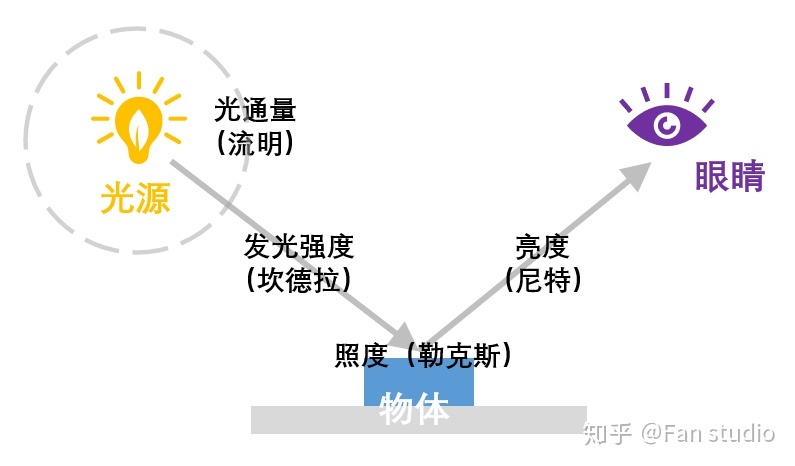 光通量
（流明）
光源
眼睛
发光强度
（坎德拉）
亮度
（尼特）
照度（勒克斯）
物体
知乎 @Fan studio